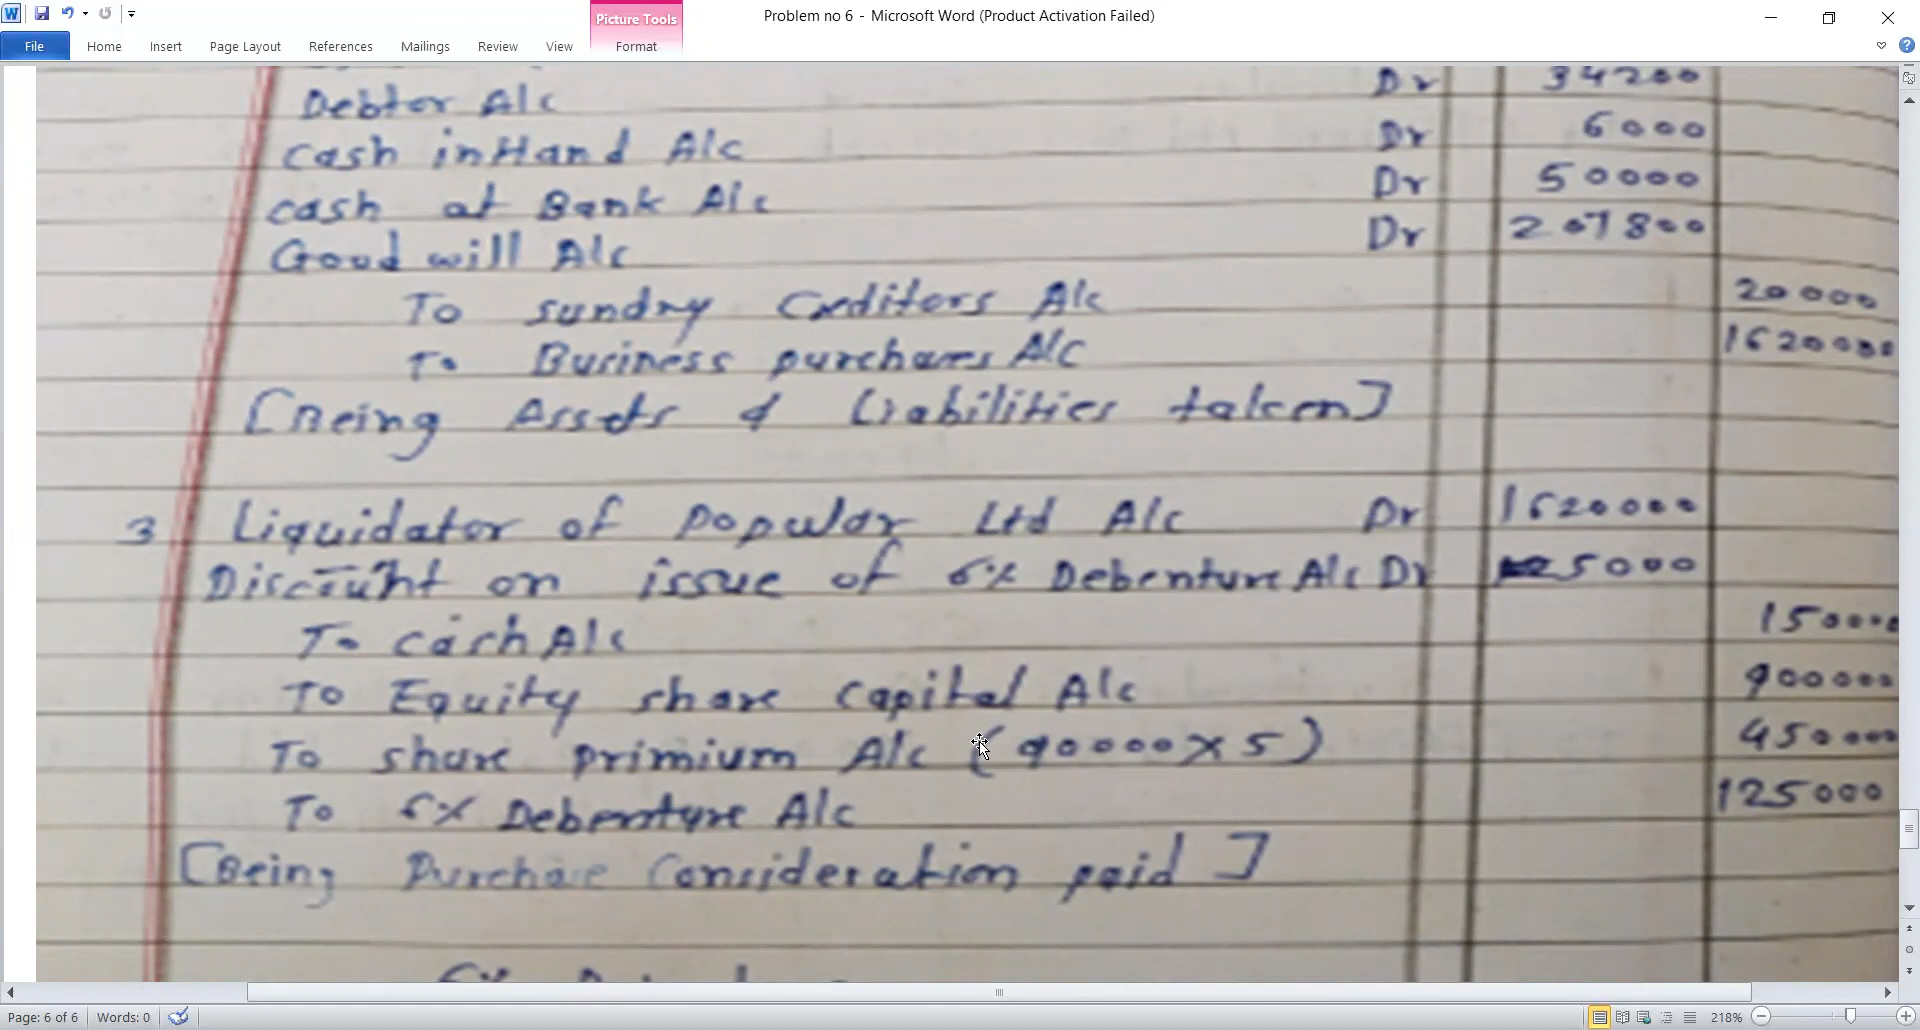 Problem no 6 - Microsoft Word (Product Activation Failed)
Picture Tools
File Home Insert Page Layout References Mailings Review View Format
Debtor A/c Dr 34200
Cash in Hand A/c Dr 6000
Cash at Bank A/c Dr 50000
Good will A/c Dr 207800
To sundry Creditors A/c 20000
To Business purchases A/c 1620000
[Being Assets & Liabilities taken]
3 Liquidator of Popular Ltd A/c Dr 1620000
Discount on issue of 6% Debenture A/c Dr 5000
To cash A/c 150000
To Equity share capital A/c 900000
To share primium A/c (90000 x 5) 450000
To 6% Debenture A/c 125000
[Being Purchase Consideration paid]
Page: 6 of 6 Words: 0 218%